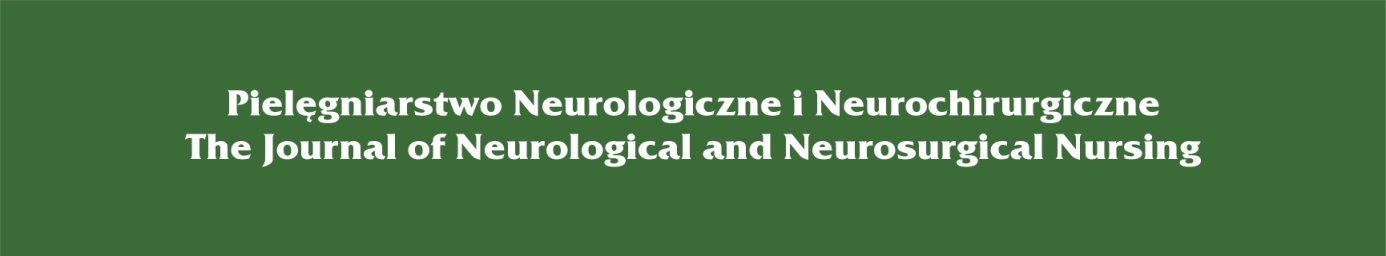 Pielęgniarstwo Neurologiczne i Neurochirurgiczne
The Journal of Neurological and Neurosurgical Nursing